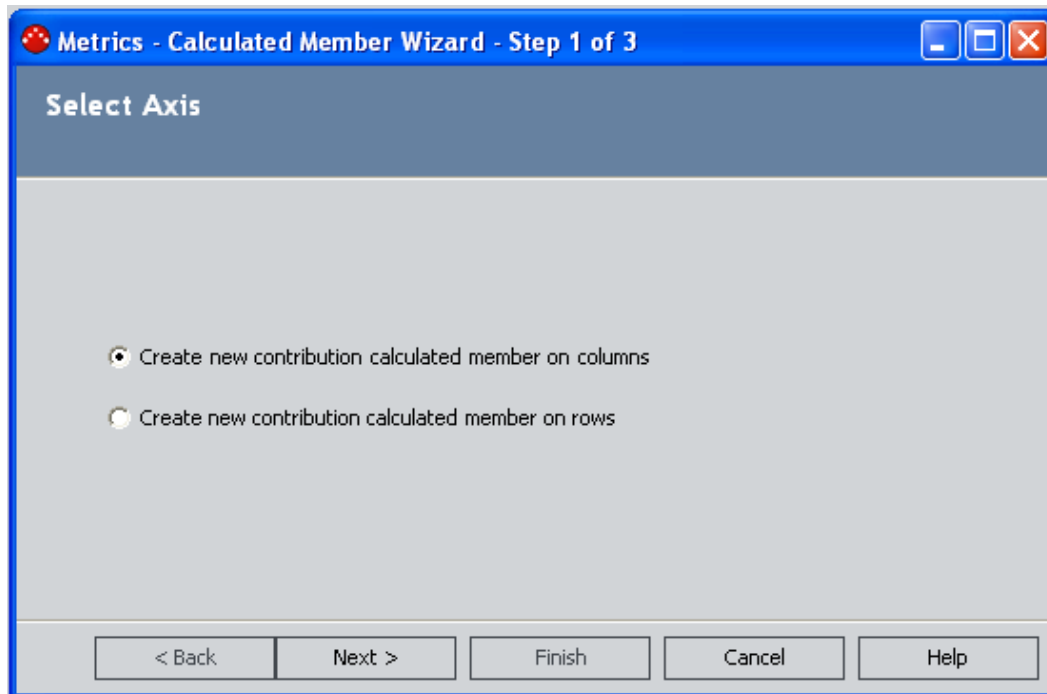 Metrics - Calculated Member Wizard - Step 1 of 3
Select Axis
Create new contribution calculated member on columns
Create new contribution calculated member on rows
< Back Next > Finish Cancel Help